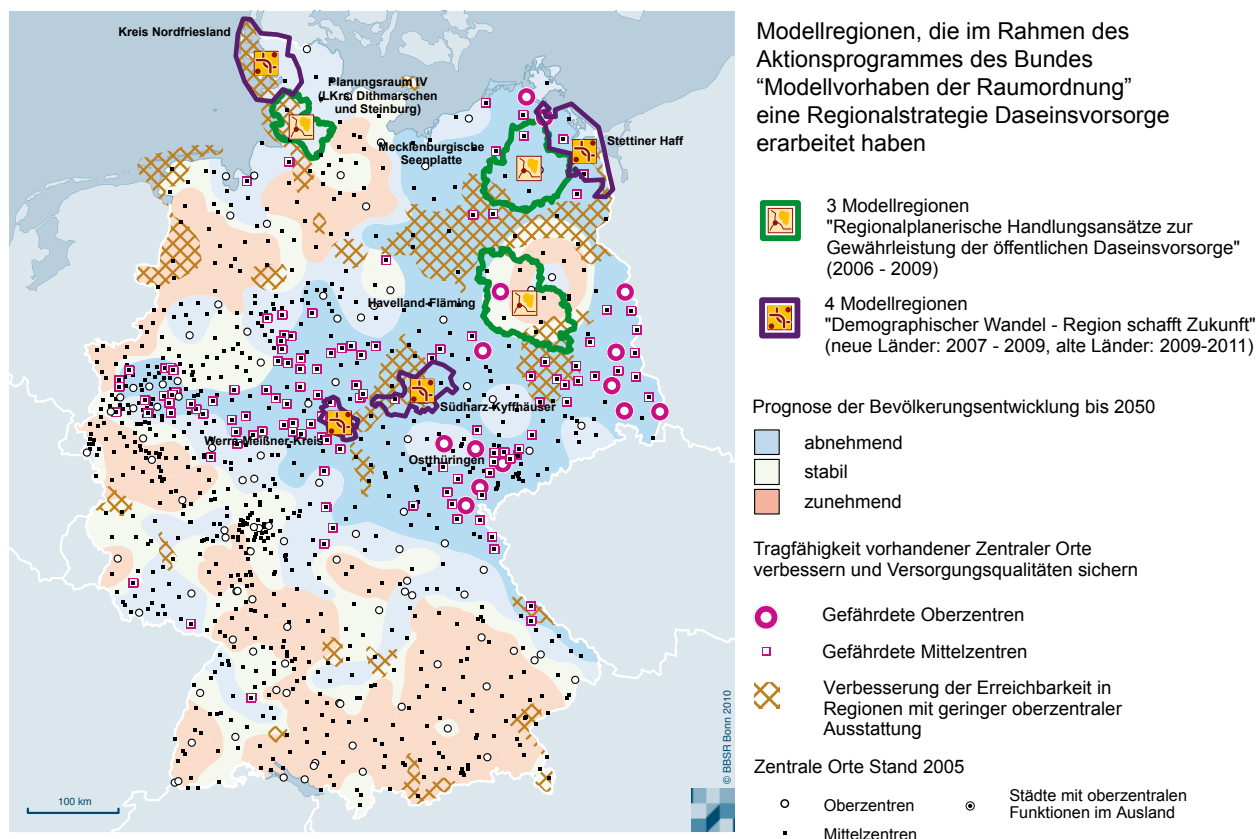 Kreis Nordfriesland
Planungsraum IV
(LKrs. Dithmarschen
und Steinburg)
Mecklenburgische
Seenplatte
Stettiner Haff
Havelland-Fläming
Südharz-Kyffhäuser
Werra-Meißner-Kreis
Ostthüringen
100 km
© BBSR Bonn 2010
Modellregionen, die im Rahmen des
Aktionsprogrammes des Bundes
“Modellvorhaben der Raumordnung”
eine Regionalstrategie Daseinsvorsorge
erarbeitet haben
3 Modellregionen
"Regionalplanerische Handlungsansätze zur
Gewährleistung der öffentlichen Daseinsvorsorge"
(2006 - 2009)
4 Modellregionen
"Demographischer Wandel - Region schafft Zukunft"
(neue Länder: 2007 - 2009, alte Länder: 2009-2011)
Prognose der Bevölkerungsentwicklung bis 2050
abnehmend
stabil
zunehmend
Tragfähigkeit vorhandener Zentraler Orte
verbessern und Versorgungsqualitäten sichern
Gefährdete Oberzentren
Gefährdete Mittelzentren
Verbesserung der Erreichbarkeit in
Regionen mit geringer oberzentraler
Ausstattung
Zentrale Orte Stand 2005
Oberzentren
Städte mit oberzentralen
Funktionen im Ausland
Mittelzentren